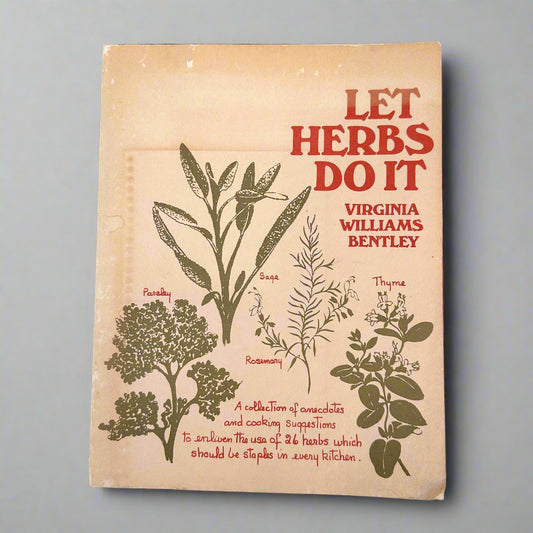 LET
HERBS
DO IT
VIRGINIA
WILLIAMS
BENTLEY
Sage
Thyme
Parsley
Rosemary
A collection of anecdotes
and cooking suggestions
to enliven the use of 26 herbs which
should be staples in every kitchen.